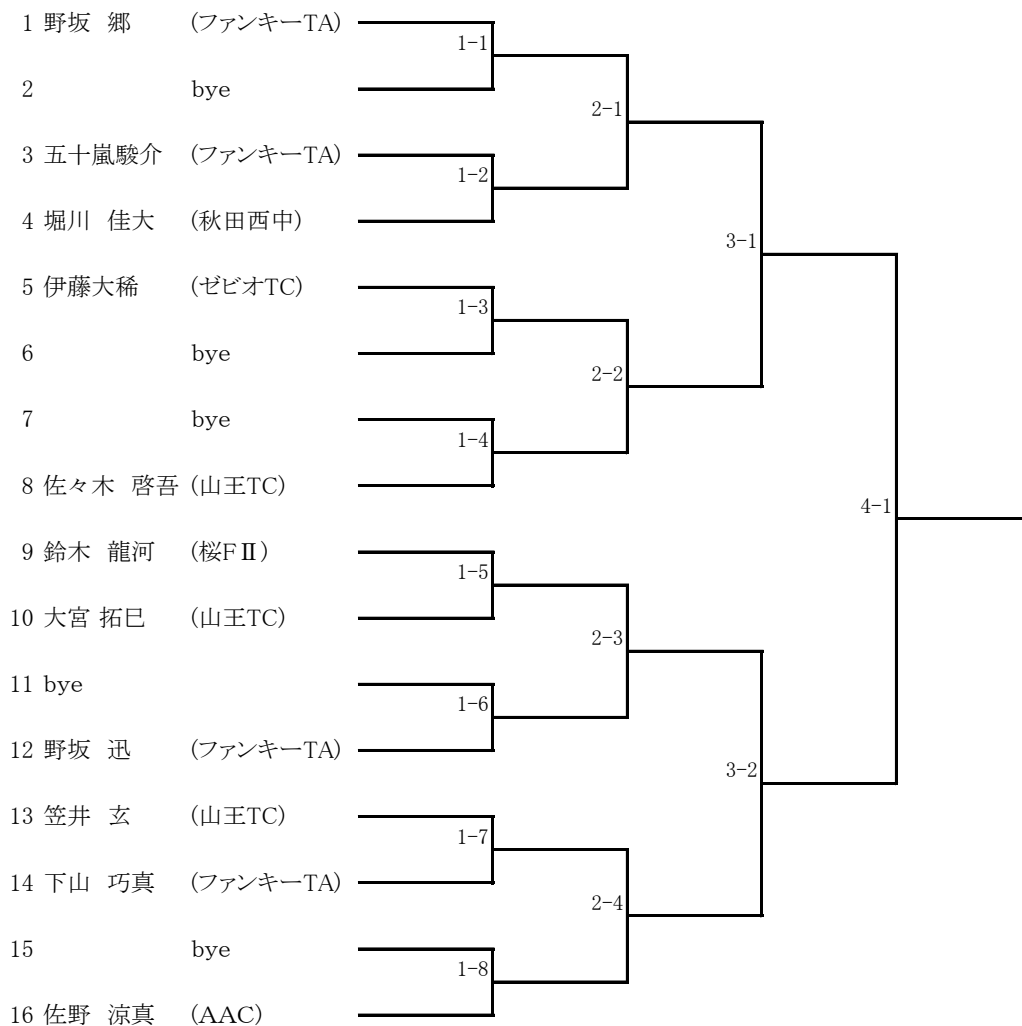 1 野坂 郷 (ファンキーTA)
1-1
2 bye
2-1
3 五十嵐駿介 (ファンキーTA)
1-2
4 堀川 佳大 (秋田西中)
3-1
5 伊藤大稀 (ゼビオTC)
1-3
6 bye
2-2
7 bye
1-4
8 佐々木 啓吾 (山王TC)
4-1
9 鈴木 龍河 (桜FⅡ)
1-5
10 大宮 拓巳 (山王TC)
2-3
11 bye
1-6
12 野坂 迅 (ファンキーTA)
3-2
13 笠井 玄 (山王TC)
1-7
14 下山 巧真 (ファンキーTA)
2-4
15 bye
1-8
16 佐野 涼真 (AAC)